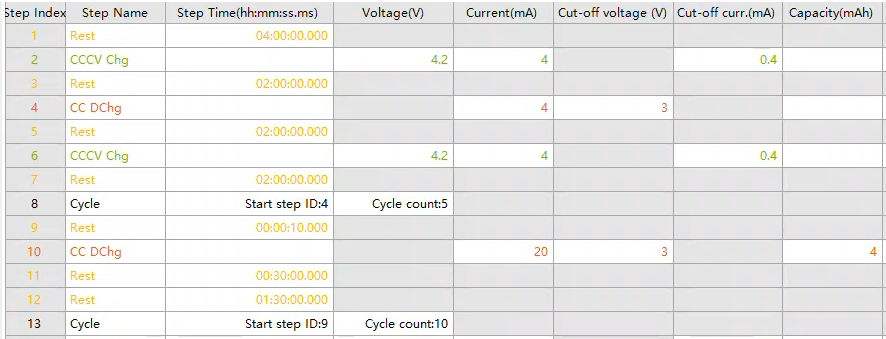 Step Index Step Name Step Time(hh:mm:ss.ms) Voltage(V) Current(mA) Cut-off voltage (V) Cut-off curr.(mA) Capacity(mAh)
1 Rest 04:00:00.000
2 CCCV Chg 4.2 4 0.4
3 Rest 02:00:00.000
4 CC DChg 4 3
5 Rest 02:00:00.000
6 CCCV Chg 4.2 4 0.4
7 Rest 02:00:00.000
8 Cycle Start step ID:4 Cycle count:5
9 Rest 00:00:10.000
10 CC DChg 20 3 4
11 Rest 00:30:00.000
12 Rest 01:30:00.000
13 Cycle Start step ID:9 Cycle count:10